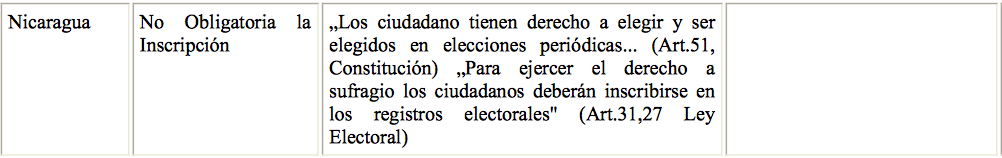 Nicaragua
No Obligatoria la
Inscripción
„Los ciudadano tienen derecho a elegir y ser
elegidos en elecciones periódicas... (Art.51,
Constitución) „Para ejercer el derecho a
sufragio los ciudadanos deberán inscribirse en
los registros electorales" (Art.31,27 Ley
Electoral)